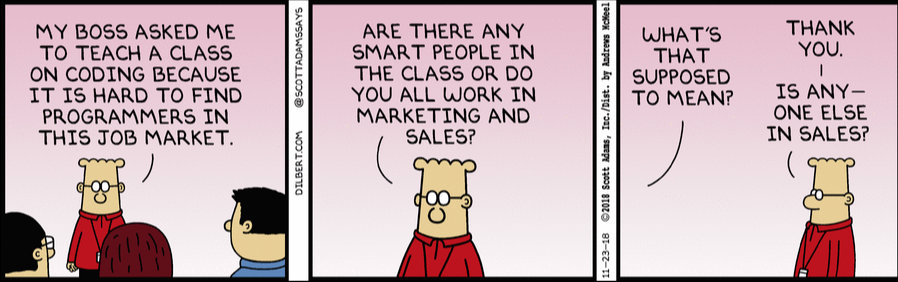 MY BOSS ASKED ME
TO TEACH A CLASS
ON CODING BECAUSE
IT IS HARD TO FIND
PROGRAMMERS IN
THIS JOB MARKET.
DILBERT.COM @SCOTTADAMSSAYS
ARE THERE ANY
SMART PEOPLE IN
THE CLASS OR DO
YOU ALL WORK IN
MARKETING AND
SALES?
11-23-18 ©2018 Scott Adams, Inc./Dist. by Andrews McMeel
WHAT'S
THAT
SUPPOSED
TO MEAN?
THANK
YOU.
IS ANY—
ONE ELSE
IN SALES?